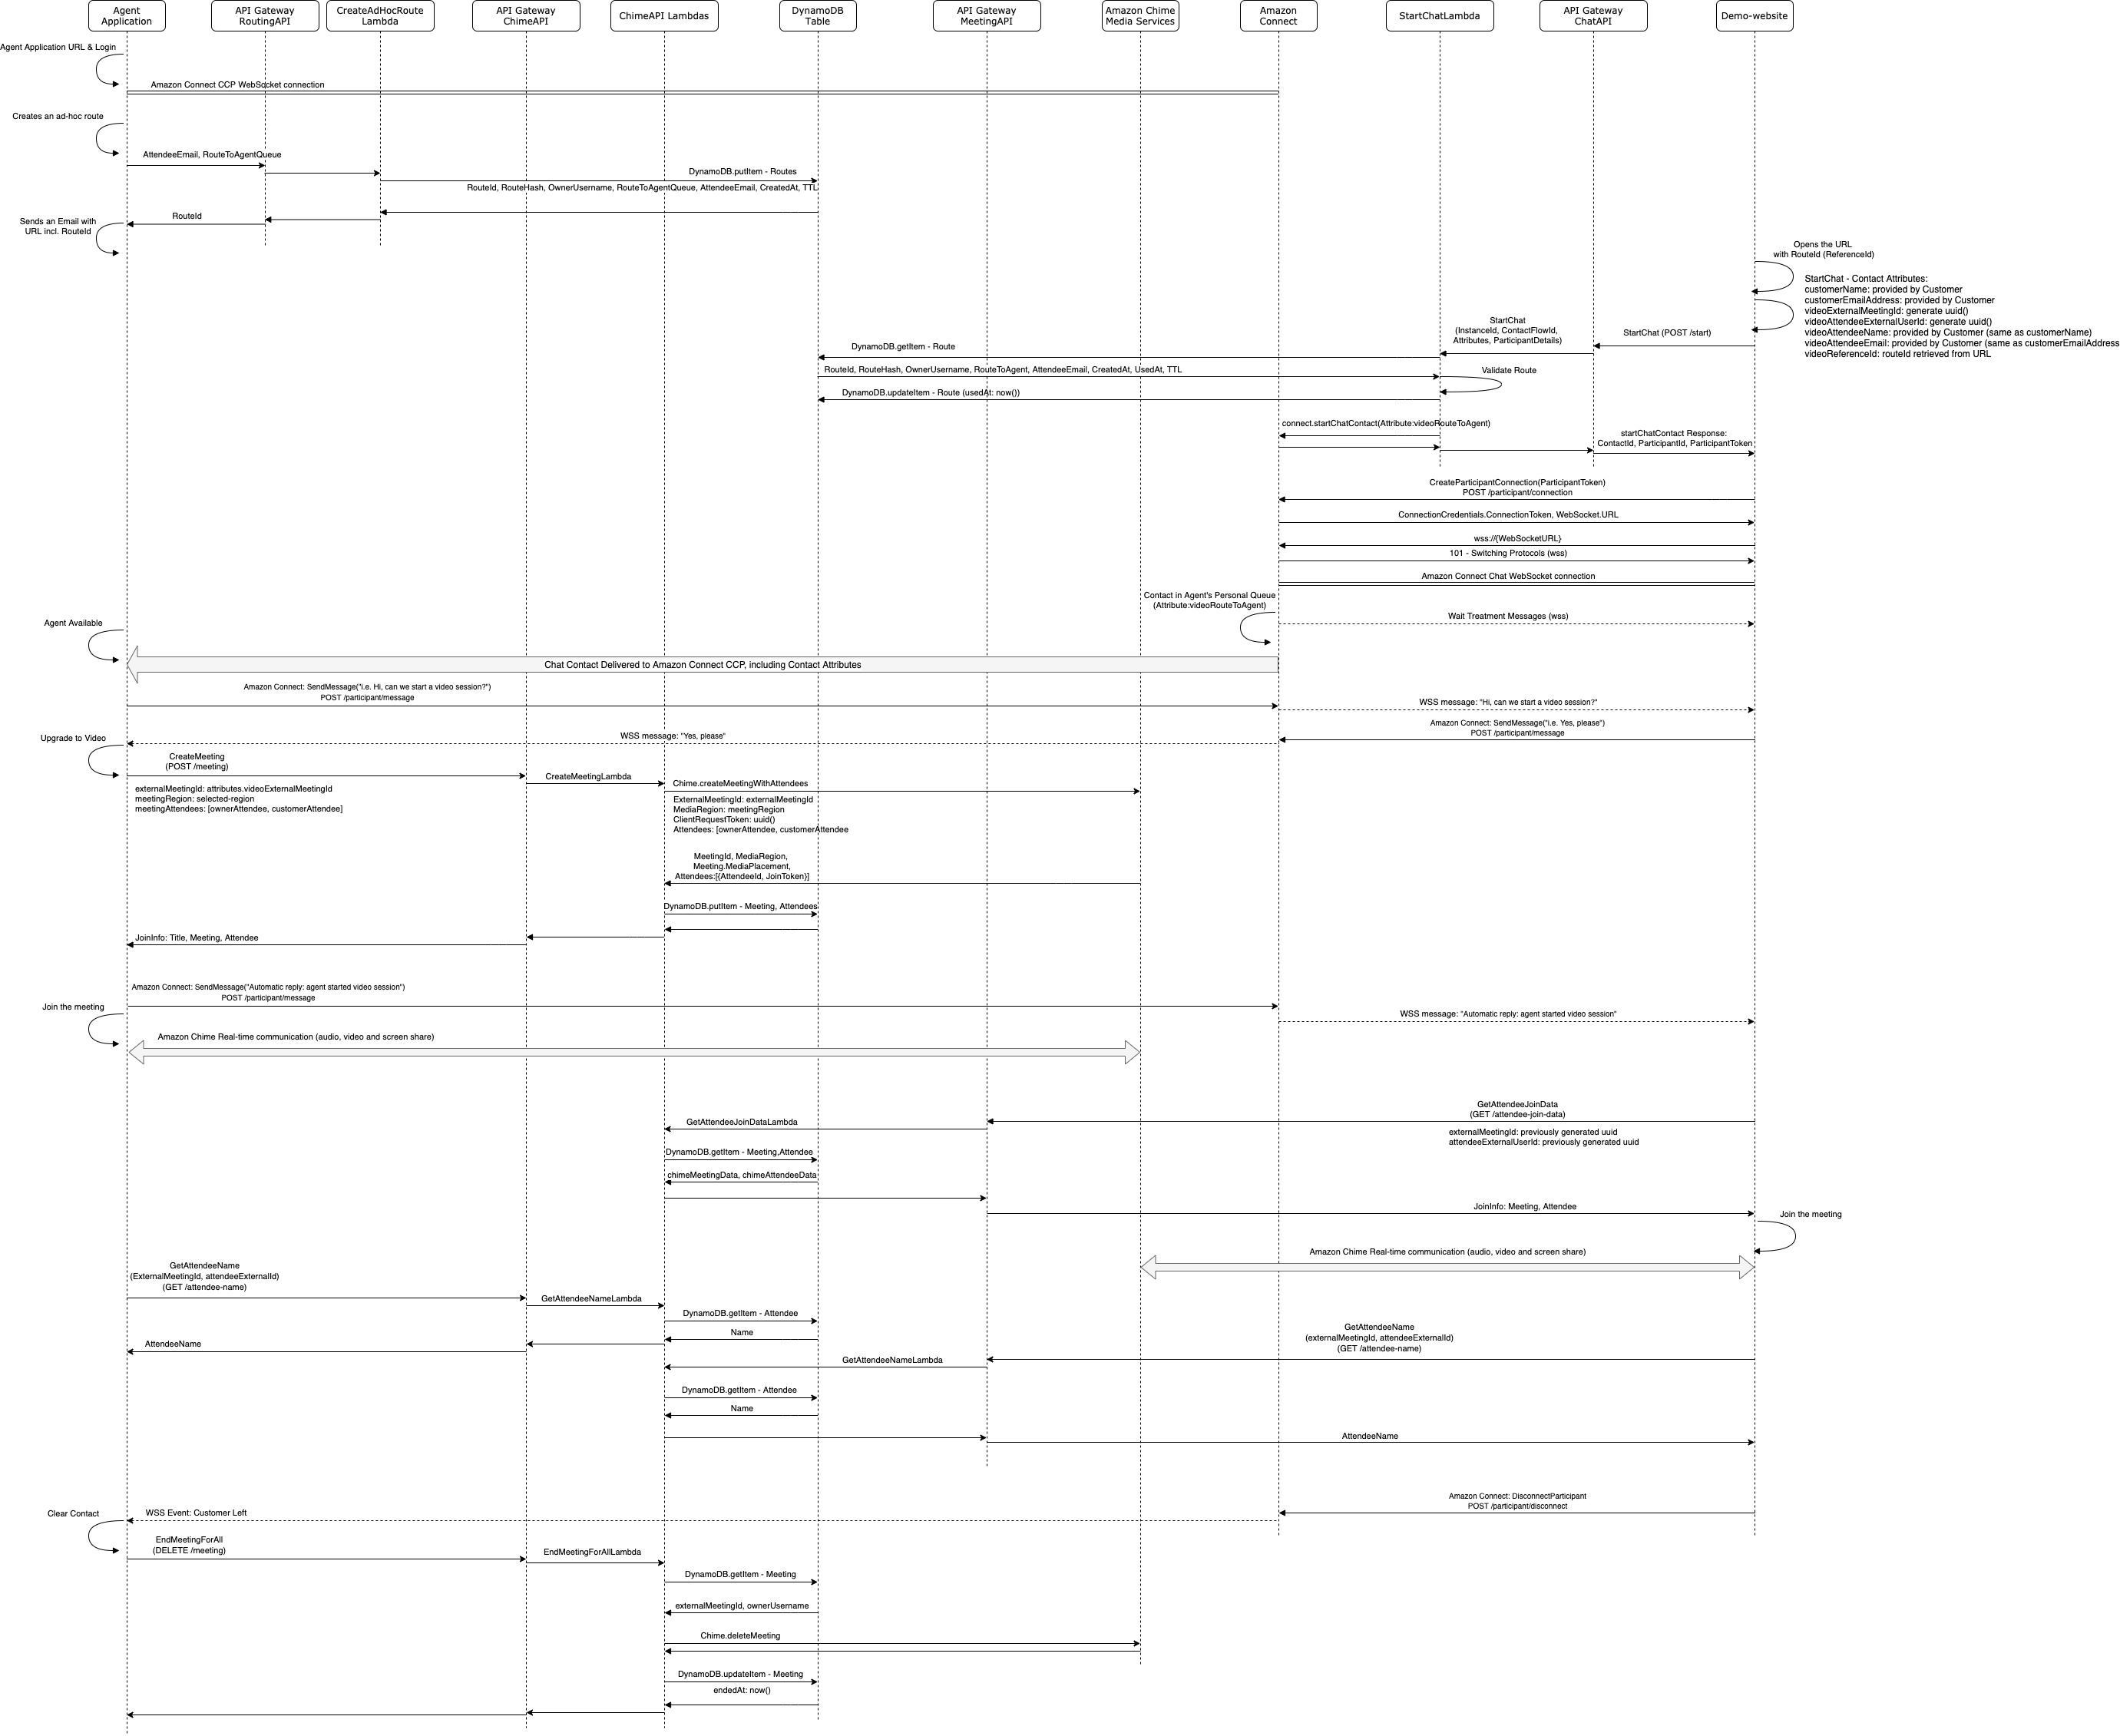 Agent
Application
API Gateway
RoutingAPI
CreateAdHocRoute
Lambda
API Gateway
ChimeAPI
ChimeAPI Lambdas
DynamoDB
Table
API Gateway
MeetingAPI
Amazon Chime
Media Services
Amazon
Connect
StartChatLambda
API Gateway
ChatAPI
Demo-website
Agent Application URL & Login
Amazon Connect CCP WebSocket connection
Creates an ad-hoc route
AttendeeEmail, RouteToAgentQueue
DynamoDB.putItem - Routes
RouteId, RouteHash, OwnerUsername, RouteToAgentQueue, AttendeeEmail, CreatedAt, TTL
RouteId
Sends an Email with
URL incl. RouteId
Opens the URL
with RouteId (ReferenceId)
StartChat - Contact Attributes:
customerName: provided by Customer
customerEmailAddress: provided by Customer
videoExternalMeetingId: generate uuid()
videoAttendeeExternalUserId: generate uuid()
videoAttendeeName: provided by Customer (same as customerName)
videoAttendeeEmail: provided by Customer (same as customerEmailAddress
videoReferenceId: routeId retrieved from URL
StartChat (POST /start)
StartChat
(InstanceId, ContactFlowId,
Attributes, ParticipantDetails)
DynamoDB.getItem - Route
RouteId, RouteHash, OwnerUsername, RouteToAgent, AttendeeEmail, CreatedAt, UsedAt, TTL
Validate Route
DynamoDB.updateItem - Route (usedAt: now())
connect.startChatContact(Attribute:videoRouteToAgent)
startChatContact Response:
ContactId, ParticipantId, ParticipantToken
CreateParticipantConnection(ParticipantToken)
POST /participant/connection
ConnectionCredentials.ConnectionToken, WebSocket.URL
wss://{WebSocketURL}
101 - Switching Protocols (wss)
Amazon Connect Chat WebSocket connection
Contact in Agent's Personal Queue
(Attribute:videoRouteToAgent)
Wait Treatment Messages (wss)
Agent Available
Chat Contact Delivered to Amazon Connect CCP, including Contact Attributes
Amazon Connect: SendMessage("i.e. Hi, can we start a video session?")
POST /participant/message
WSS message: "Hi, can we start a video session?"
Amazon Connect: SendMessage("i.e. Yes, please")
POST /participant/message
WSS message: "Yes, please"
Upgrade to Video
CreateMeeting
(POST /meeting)
externalMeetingId: attributes.videoExternalMeetingId
meetingRegion: selected-region
meetingAttendees: [ownerAttendee, customerAttendee]
CreateMeetingLambda
Chime.createMeetingWithAttendees
ExternalMeetingId: externalMeetingId
MediaRegion: meetingRegion
ClientRequestToken: uuid()
Attendees: [ownerAttendee, customerAttendee
MeetingId, MediaRegion,
Meeting.MediaPlacement,
Attendees:[{AttendeeId, JoinToken}]
DynamoDB.putItem - Meeting, Attendees
JoinInfo: Title, Meeting, Attendee
Amazon Connect: SendMessage("Automatic reply: agent started video session")
POST /participant/message
Join the meeting
WSS message: "Automatic reply: agent started video session"
Amazon Chime Real-time communication (audio, video and screen share)
GetAttendeeJoinData
(GET /attendee-join-data)
externalMeetingId: previously generated uuid
attendeeExternalUserId: previously generated uuid
GetAttendeeJoinDataLambda
DynamoDB.getItem - Meeting,Attendee
chimeMeetingData, chimeAttendeeData
JoinInfo: Meeting, Attendee
Join the meeting
Amazon Chime Real-time communication (audio, video and screen share)
GetAttendeeName
(ExternalMeetingId, attendeeExternalId)
(GET /attendee-name)
GetAttendeeNameLambda
DynamoDB.getItem - Attendee
Name
AttendeeName
GetAttendeeName
(externalMeetingId, attendeeExternalId)
(GET /attendee-name)
GetAttendeeNameLambda
DynamoDB.getItem - Attendee
Name
AttendeeName
Amazon Connect: DisconnectParticipant
POST /participant/disconnect
WSS Event: Customer Left
Clear Contact
EndMeetingForAll
(DELETE /meeting)
EndMeetingForAllLambda
DynamoDB.getItem - Meeting
externalMeetingId, ownerUsername
Chime.deleteMeeting
DynamoDB.updateItem - Meeting
endedAt: now()